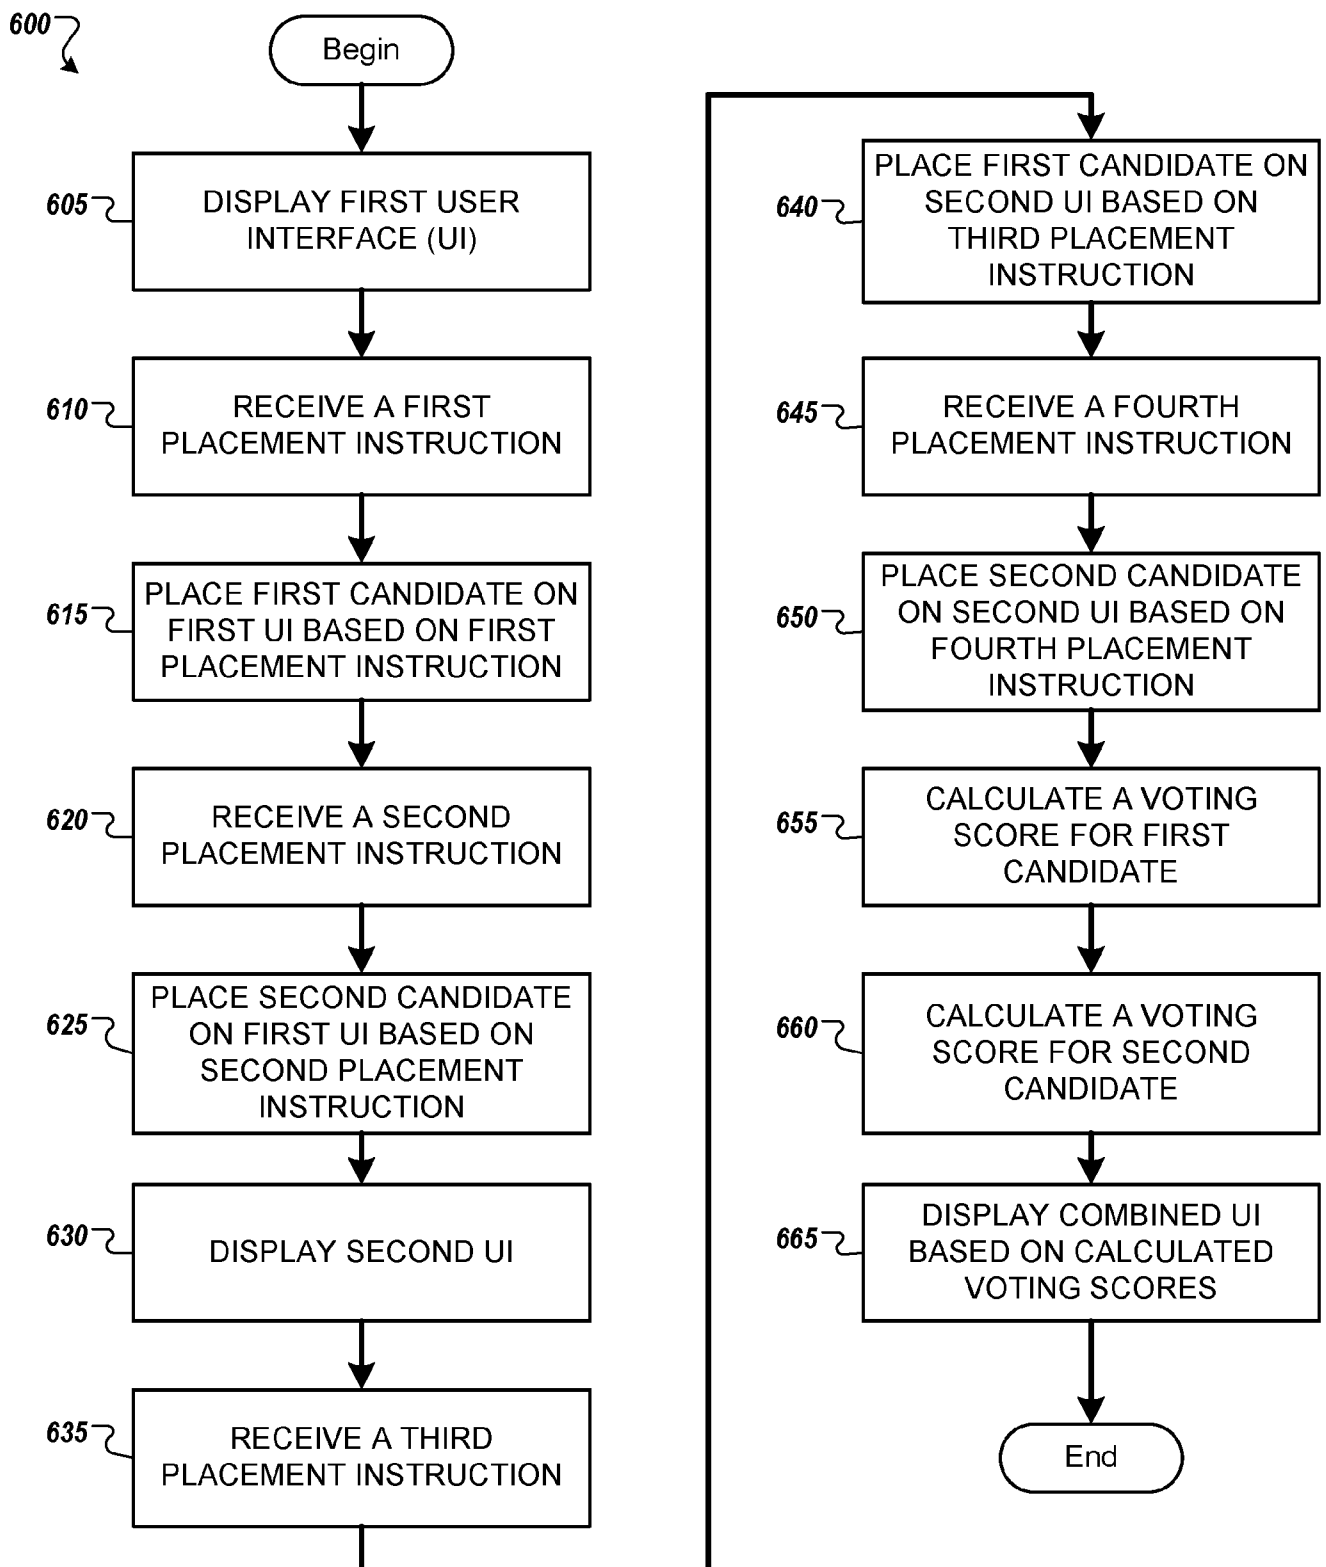 600
Begin
605
DISPLAY FIRST USER
INTERFACE (UI)
610
RECEIVE A FIRST
PLACEMENT INSTRUCTION
615
PLACE FIRST CANDIDATE ON
FIRST UI BASED ON FIRST
PLACEMENT INSTRUCTION
620
RECEIVE A SECOND
PLACEMENT INSTRUCTION
625
PLACE SECOND CANDIDATE
ON FIRST UI BASED ON
SECOND PLACEMENT
INSTRUCTION
630
DISPLAY SECOND UI
635
RECEIVE A THIRD
PLACEMENT INSTRUCTION
640
PLACE FIRST CANDIDATE ON
SECOND UI BASED ON
THIRD PLACEMENT
INSTRUCTION
645
RECEIVE A FOURTH
PLACEMENT INSTRUCTION
650
PLACE SECOND CANDIDATE
ON SECOND UI BASED ON
FOURTH PLACEMENT
INSTRUCTION
655
CALCULATE A VOTING
SCORE FOR FIRST
CANDIDATE
660
CALCULATE A VOTING
SCORE FOR SECOND
CANDIDATE
665
DISPLAY COMBINED UI
BASED ON CALCULATED
VOTING SCORES
End